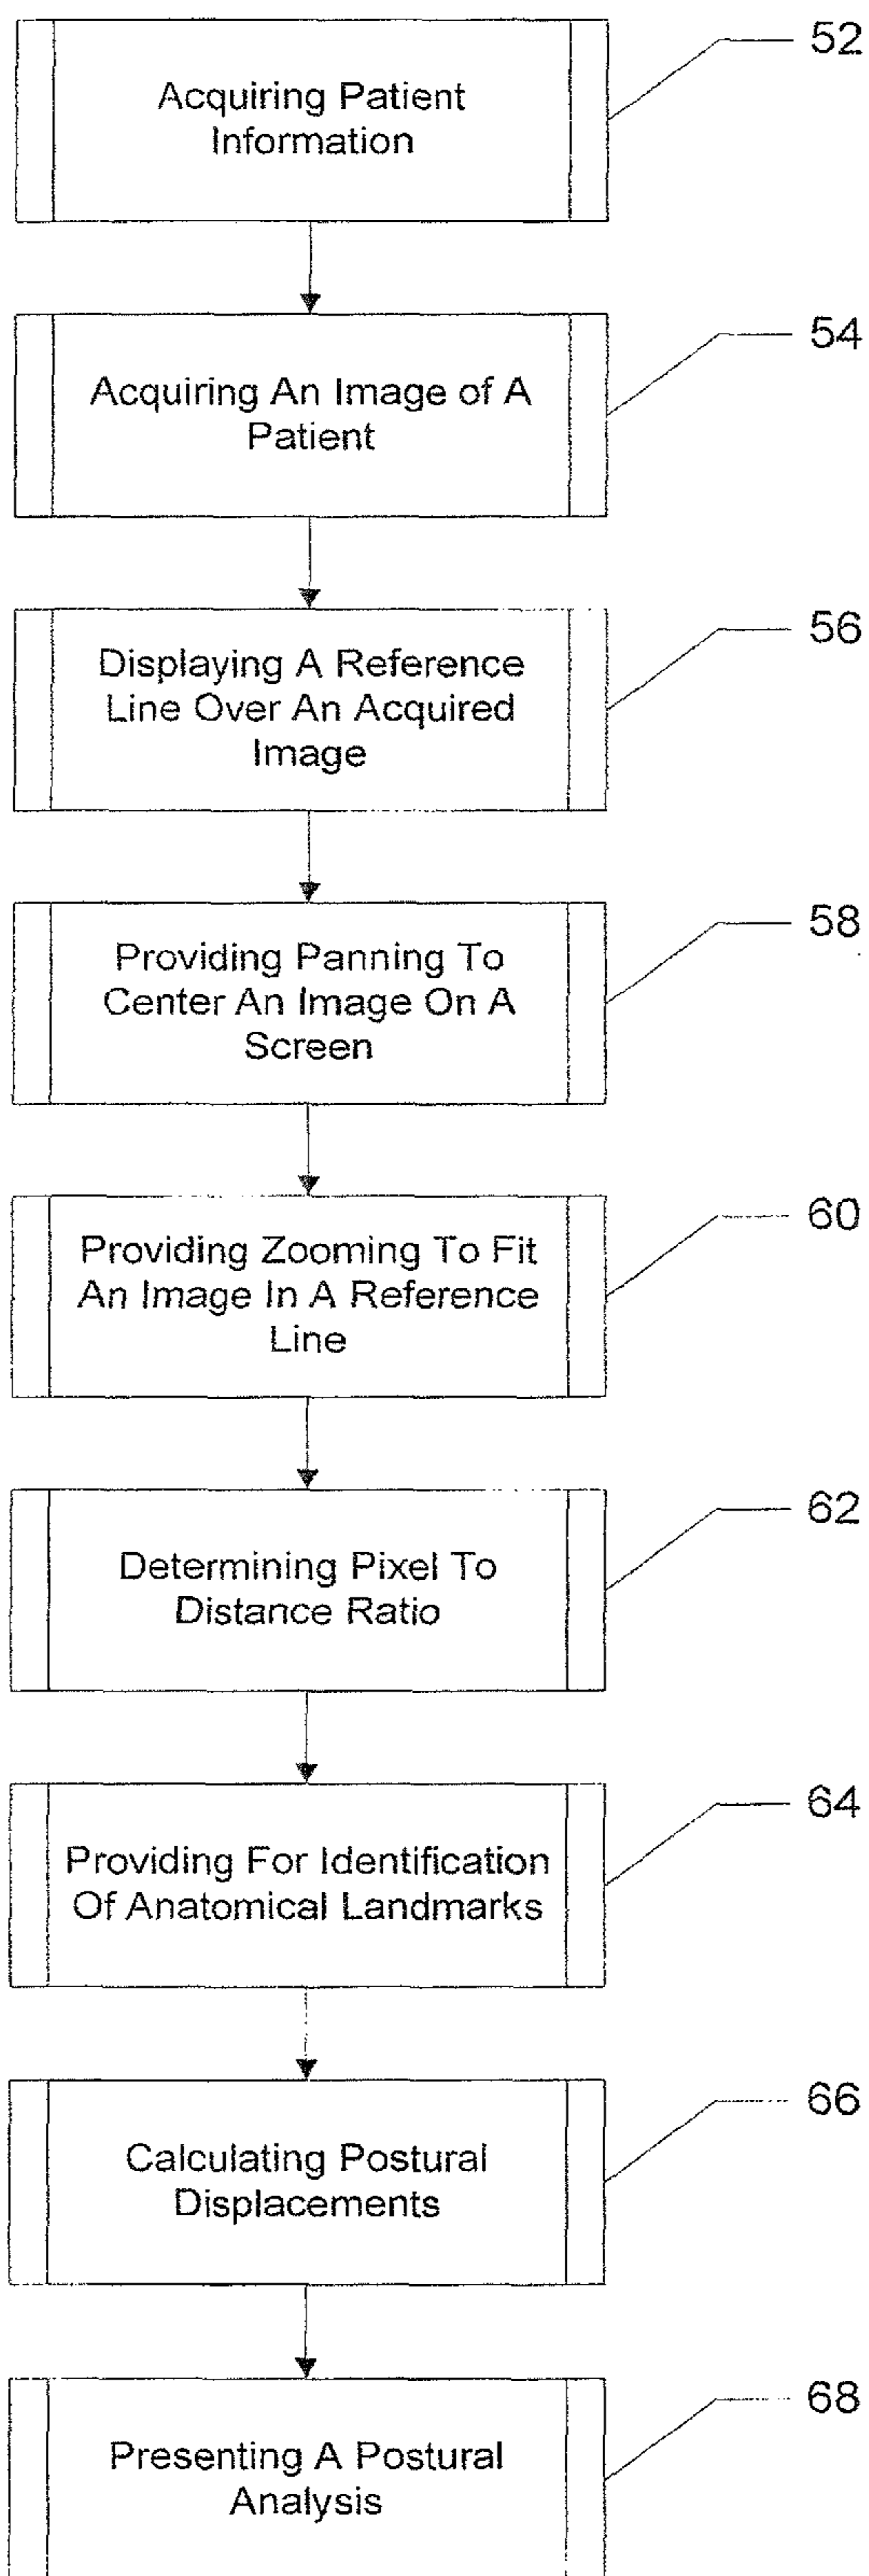 52
Acquiring Patient
Information
54
Acquiring An Image of A
Patient
56
Displaying A Reference
Line Over An Acquired
Image
58
Providing Panning To
Center An Image On A
Screen
60
Providing Zooming To Fit
An Image In A Reference
Line
62
Determining Pixel To
Distance Ratio
64
Providing For Identification
Of Anatomical Landmarks
66
Calculating Postural
Displacements
68
Presenting A Postural
Analysis